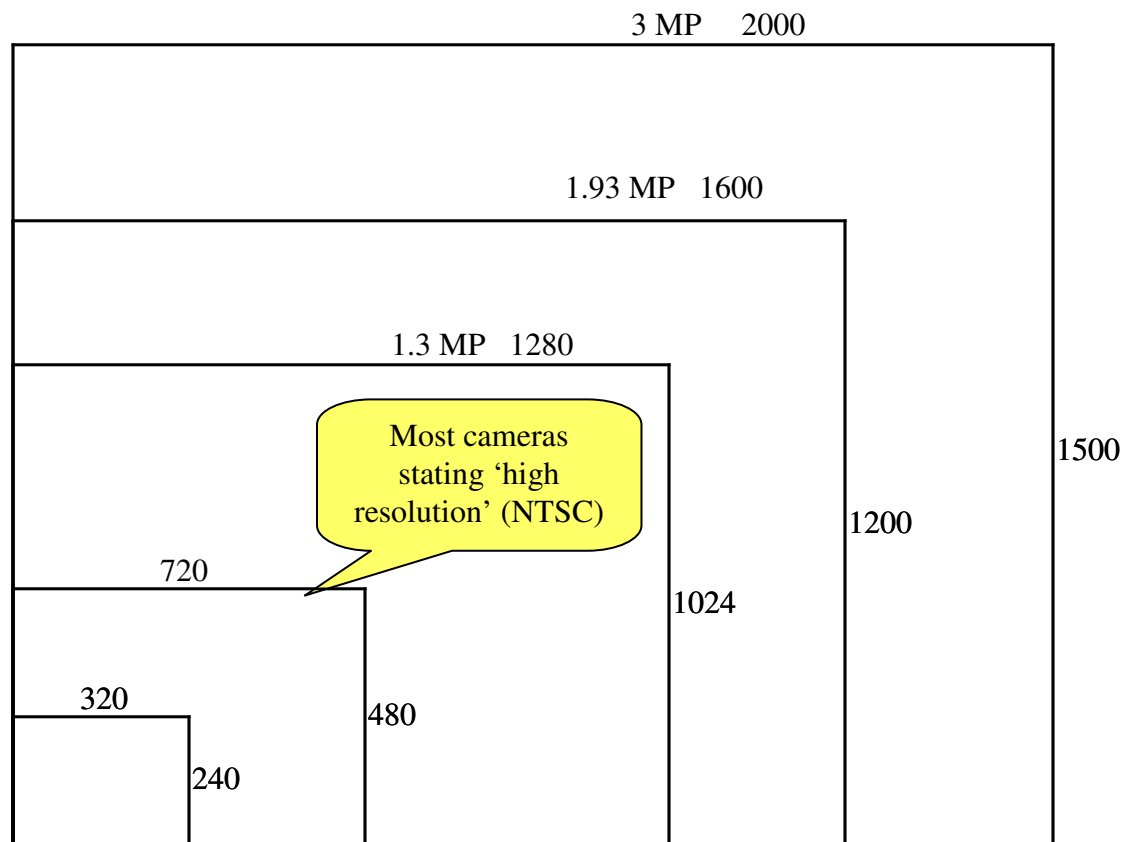 3 MP 2000
1.93 MP 1600
1.3 MP 1280
Most cameras
stating ‘high
resolution’ (NTSC)
1500
1200
720
1024
320
480
240